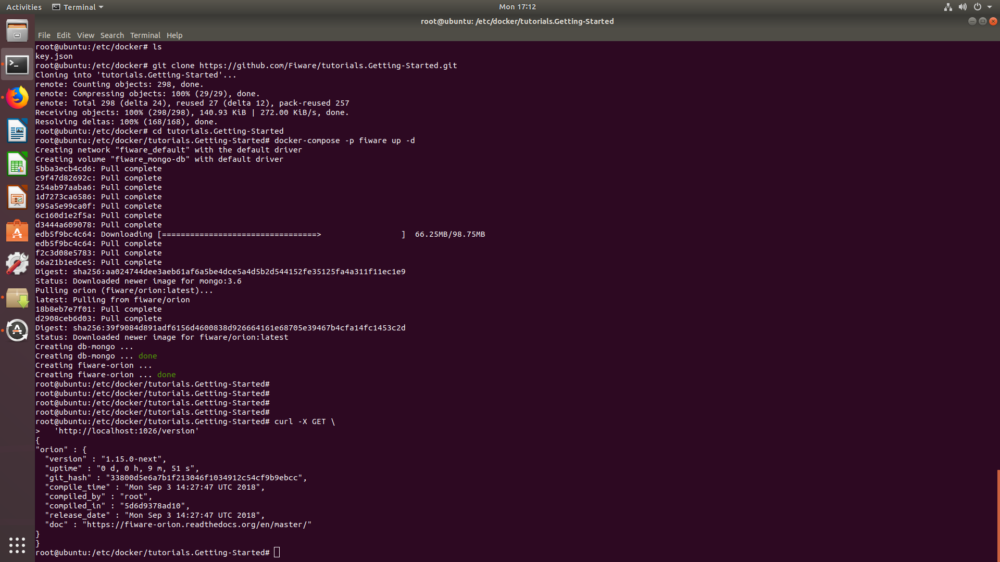 Activities
Terminal
Mon 17:12
root@ubuntu: /etc/docker/tutorials.Getting-Started
File Edit View Search Terminal Help
root@ubuntu:/etc/docker# ls
key.json
root@ubuntu:/etc/docker# git clone https://github.com/Fiware/tutorials.Getting-Started.git
Cloning into 'tutorials.Getting-Started'...
remote: Counting objects: 298, done.
remote: Compressing objects: 100% (29/29), done.
remote: Total 298 (delta 24), reused 27 (delta 12), pack-reused 257
Receiving objects: 100% (298/298), 140.93 KiB | 272.00 KiB/s, done.
Resolving deltas: 100% (168/168), done.
root@ubuntu:/etc/docker# cd tutorials.Getting-Started
root@ubuntu:/etc/docker/tutorials.Getting-Started# docker-compose -p fiware up -d
Creating network "fiware_default" with the default driver
Creating volume "fiware_mongo-db" with default driver
5bba3ecb4cd6: Pull complete
c9f47d82692c: Pull complete
254ab97aaba6: Pull complete
1d7273ca6586: Pull complete
995a5e99ca0f: Pull complete
6c160d1e2f5a: Pull complete
d3444a609078: Pull complete
edb5f9bc4c64: Downloading [=================================>                 ]  66.25MB/98.75MB
edb5f9bc4c64: Pull complete
f2c3d08e5783: Pull complete
b6a21b1edce5: Pull complete
Digest: sha256:aa024744dee3aeb61af6a5be4dce5a4d5b2d544152fe35125fa4a311f11ec1e9
Status: Downloaded newer image for mongo:3.6
Pulling orion (fiware/orion:latest)...
latest: Pulling from fiware/orion
18b8eb7e7f01: Pull complete
d2908ceb6d03: Pull complete
Digest: sha256:39f9084d891adf6156d4600838d926664161e68705e39467b4cfa14fc1453c2d
Status: Downloaded newer image for fiware/orion:latest
Creating db-mongo ...
Creating db-mongo ... done
Creating fiware-orion ...
Creating fiware-orion ... done
root@ubuntu:/etc/docker/tutorials.Getting-Started#
root@ubuntu:/etc/docker/tutorials.Getting-Started#
root@ubuntu:/etc/docker/tutorials.Getting-Started#
root@ubuntu:/etc/docker/tutorials.Getting-Started#
root@ubuntu:/etc/docker/tutorials.Getting-Started# curl -X GET \
>   'http://localhost:1026/version'
{
"orion" : {
  "version" : "1.15.0-next",
  "uptime" : "0 d, 0 h, 9 m, 51 s",
  "git_hash" : "33800d5e6a7b1f213046f1034912c54cf9b9ebcc",
  "compile_time" : "Mon Sep 3 14:27:47 UTC 2018",
  "compiled_by" : "root",
  "compiled_in" : "5d6d9378ad10",
  "release_date" : "Mon Sep 3 14:27:47 UTC 2018",
  "doc" : "https://fiware-orion.readthedocs.org/en/master/"
}
}
root@ubuntu:/etc/docker/tutorials.Getting-Started#